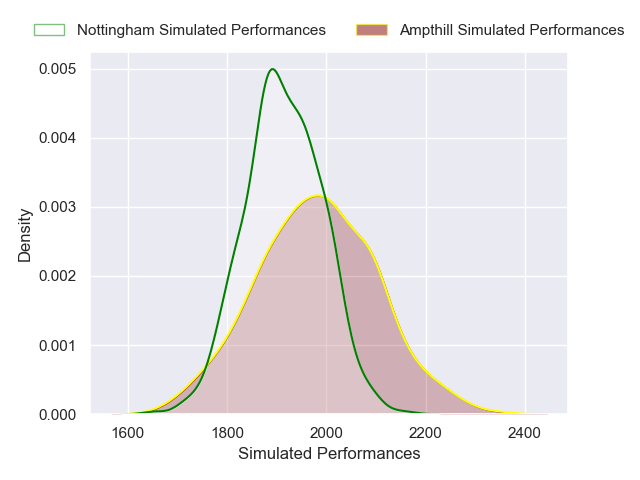 Nottingham Simulated Performances
Ampthill Simulated Performances
0.005
0.004
0.003
0.002
0.001
0.000
Density
1600
1800
2000
2200
2400
Simulated Performances